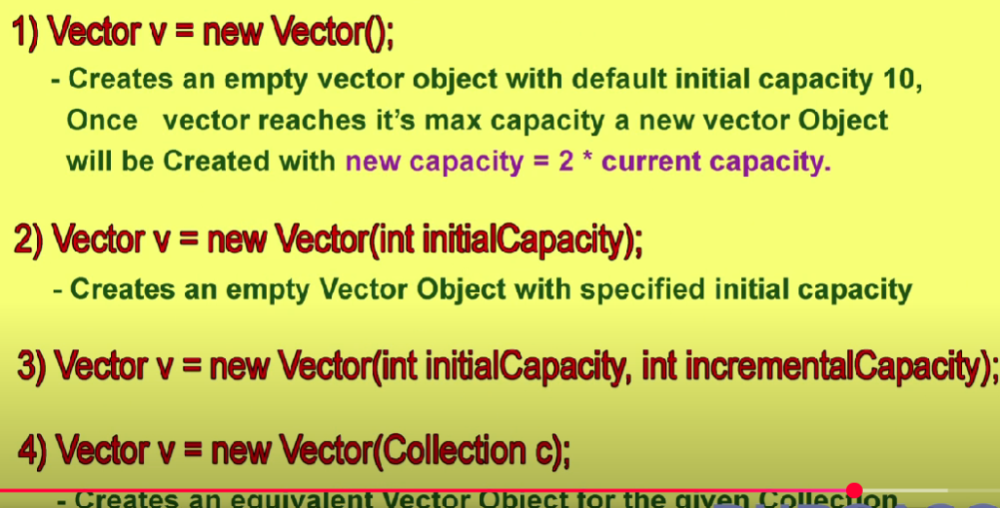 1) Vector v = new Vector();
- Creates an empty vector object with default initial capacity 10,
Once vector reaches it's max capacity a new vector Object
will be Created with new capacity = 2 * current capacity.
2) Vector v = new Vector(int initialCapacity);
- Creates an empty Vector Object with specified initial capacity
3) Vector v = new Vector(int initialCapacity, int incrementalCapacity);
4) Vector v = new Vector(Collection c);
- Creates an equivalent Vector Object for the given Collection